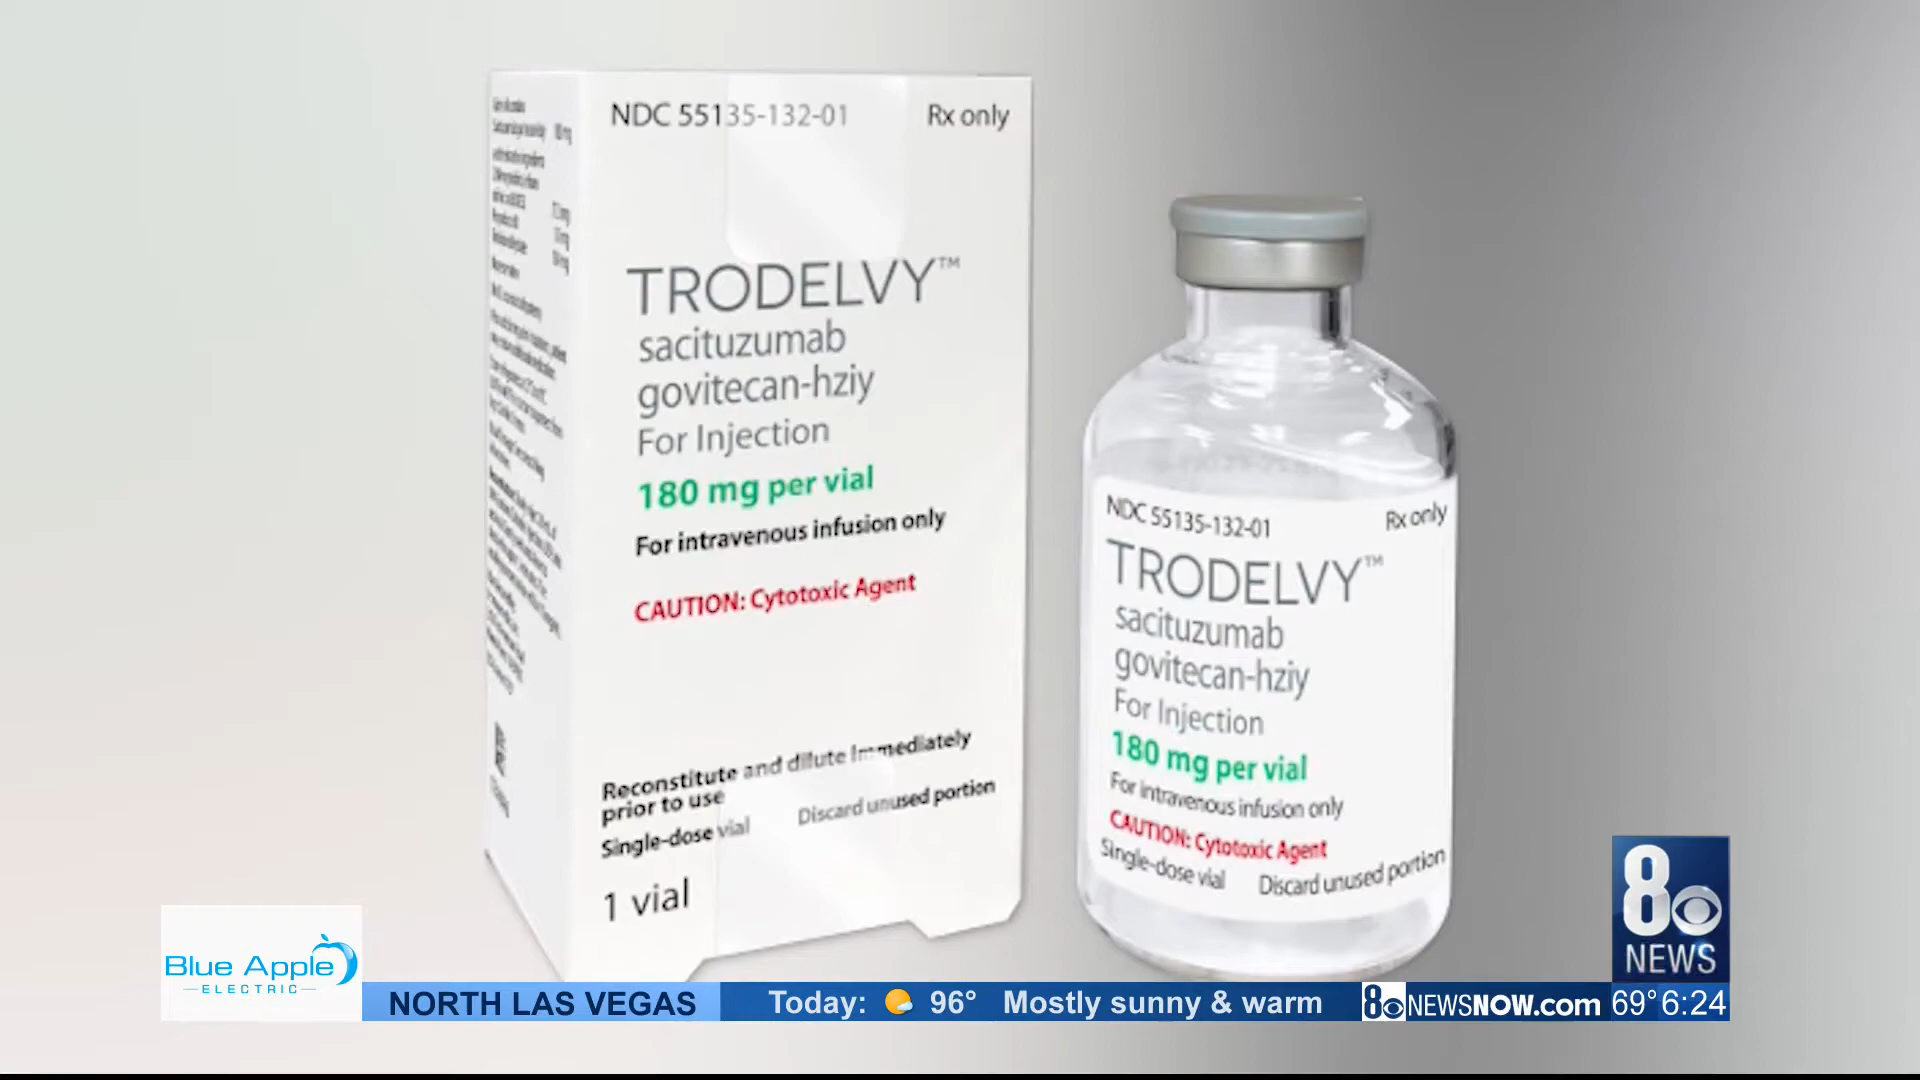 NDC 55135-132-01 Rx only
TRODELVY™
sacituzumab
govitecan-hziy
For Injection
180 mg per vial
For intravenous infusion only
CAUTION: Cytotoxic Agent
Reconstitute and dilute immediately
prior to use
Single-dose vial Discard unused portion
1 vial
NDC 55135-132-01 Rx only
TRODELVY™
sacituzumab
govitecan-hziy
For Injection
180 mg per vial
For intravenous infusion only
CAUTION: Cytotoxic Agent
Single-dose vial Discard unused portion
8
NEWS
Blue Apple
ELECTRIC
NORTH LAS VEGAS Today: 96° Mostly sunny & warm 8NEWSNOW.com 69° 6:24